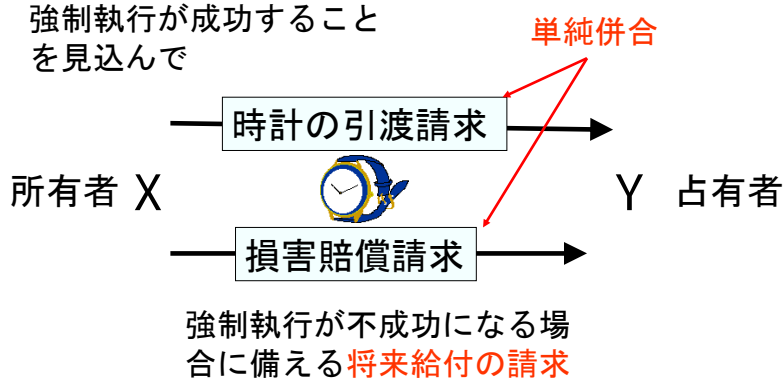 強制執行が成功すること
を見込んで
単純併合
時計の引渡請求
所有者 X
Y 占有者
損害賠償請求
強制執行が不成功になる場
合に備える将来給付の請求